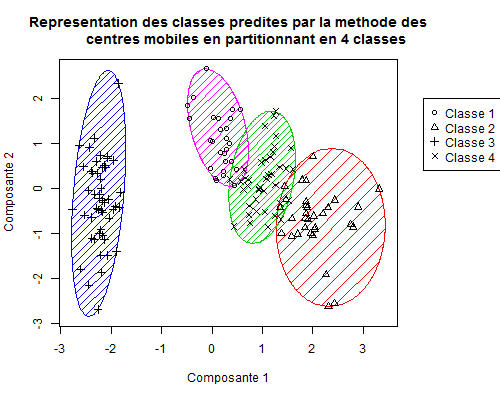 Representation des classes predites par la methode des
centres mobiles en partitionnant en 4 classes
Composante 2
2
1
0
-1
-2
-3
-3
-2
-1
0
1
2
3
Composante 1
Classe 1
Classe 2
Classe 3
Classe 4